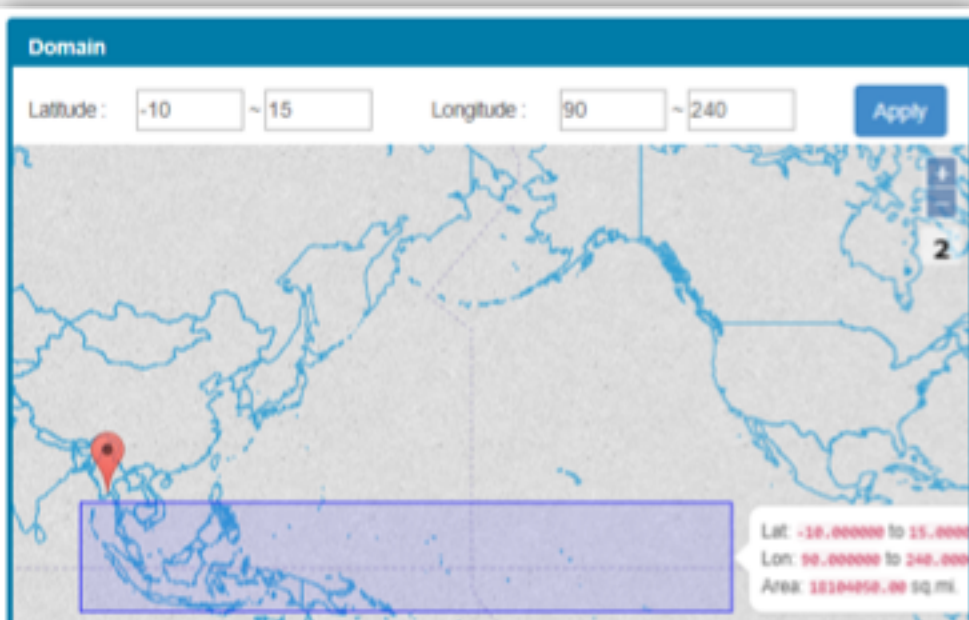 Domain
Latitude : -10 ~ 15 Longitude : 90 ~ 240 Apply
+
−
2
Lat: -10.000000 to 15.0000
Lon: 90.000000 to 240.000
Area: 18104050.00 sq.mi.